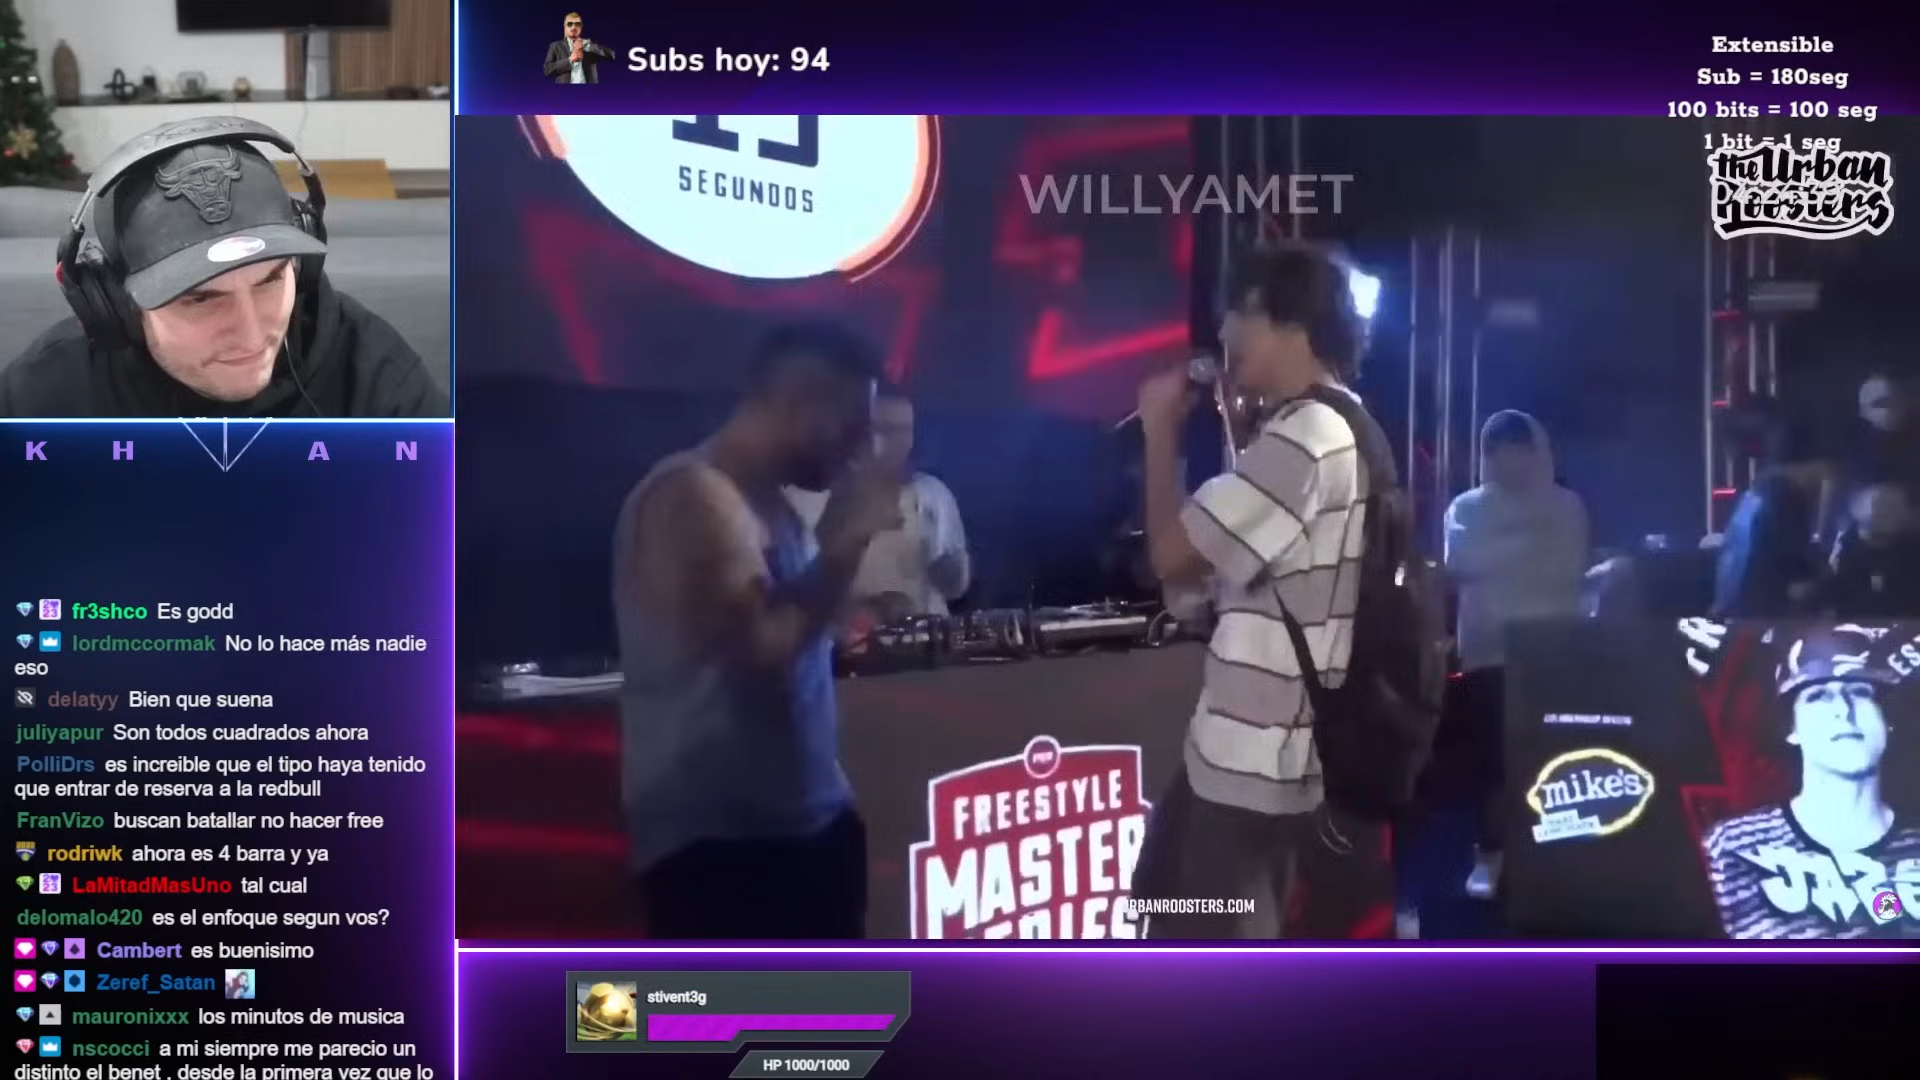 Subs hoy: 94
Extensible
Sub = 180seg
100 bits = 100 seg
1 bit = 1 seg
the Urban
Roosters
SEGUNDOS
WILLYAMET
K H A N
fr3shco Es godd
lordmccormak No lo hace más nadie
eso
delatyy Bien que suena
juliyapur Son todos cuadrados ahora
PolliDrs es increible que el tipo haya tenido
que entrar de reserva a la redbull
FranVizo buscan batallar no hacer free
rodriwk ahora es 4 barra y ya
LaMitadMasUno tal cual
delomalo420 es el enfoque segun vos?
Cambert es buenisimo
Zeref_Satan
mauronixxx los minutos de musica
nscocci a mi siempre me parecio un
distinto el benet , desde la primera vez que lo
FREESTYLE
MASTER
SERIES
RBANROOSTERS.COM
mike's
stivent3g
HP 1000/1000